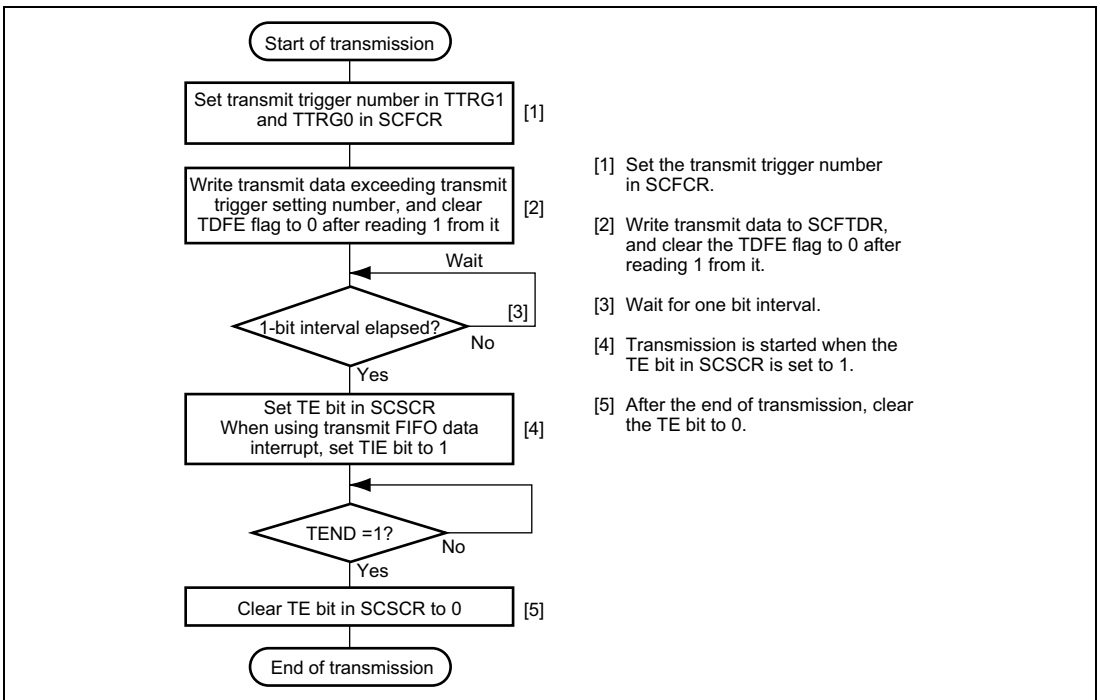 Start of transmission
Set transmit trigger number in TTRG1
and TTRG0 in SCFCR
[1]
Write transmit data exceeding transmit
trigger setting number, and clear
TDFE flag to 0 after reading 1 from it
[2]
Wait
1-bit interval elapsed?
[3]
No
Yes
Set TE bit in SCSCR
When using transmit FIFO data
interrupt, set TIE bit to 1
[4]
TEND =1?
No
Yes
Clear TE bit in SCSCR to 0
[5]
End of transmission
[1] Set the transmit trigger number
in SCFCR.
[2] Write transmit data to SCFTDR,
and clear the TDFE flag to 0 after
reading 1 from it.
[3] Wait for one bit interval.
[4] Transmission is started when the
TE bit in SCSCR is set to 1.
[5] After the end of transmission, clear
the TE bit to 0.